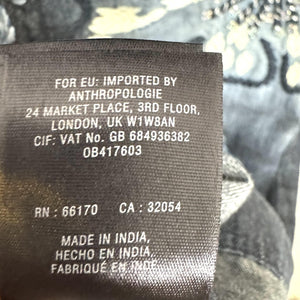 FOR EU: IMPORTED BY
ANTHROPOLOGIE
24 MARKET PLACE, 3RD FLOOR,
LONDON, UK W1W8AN
CIF: VAT No. GB 684936382
OB417603
RN : 66170 CA : 32054
MADE IN INDIA,
HECHO EN INDIA,
FABRIQUÉ EN INDE